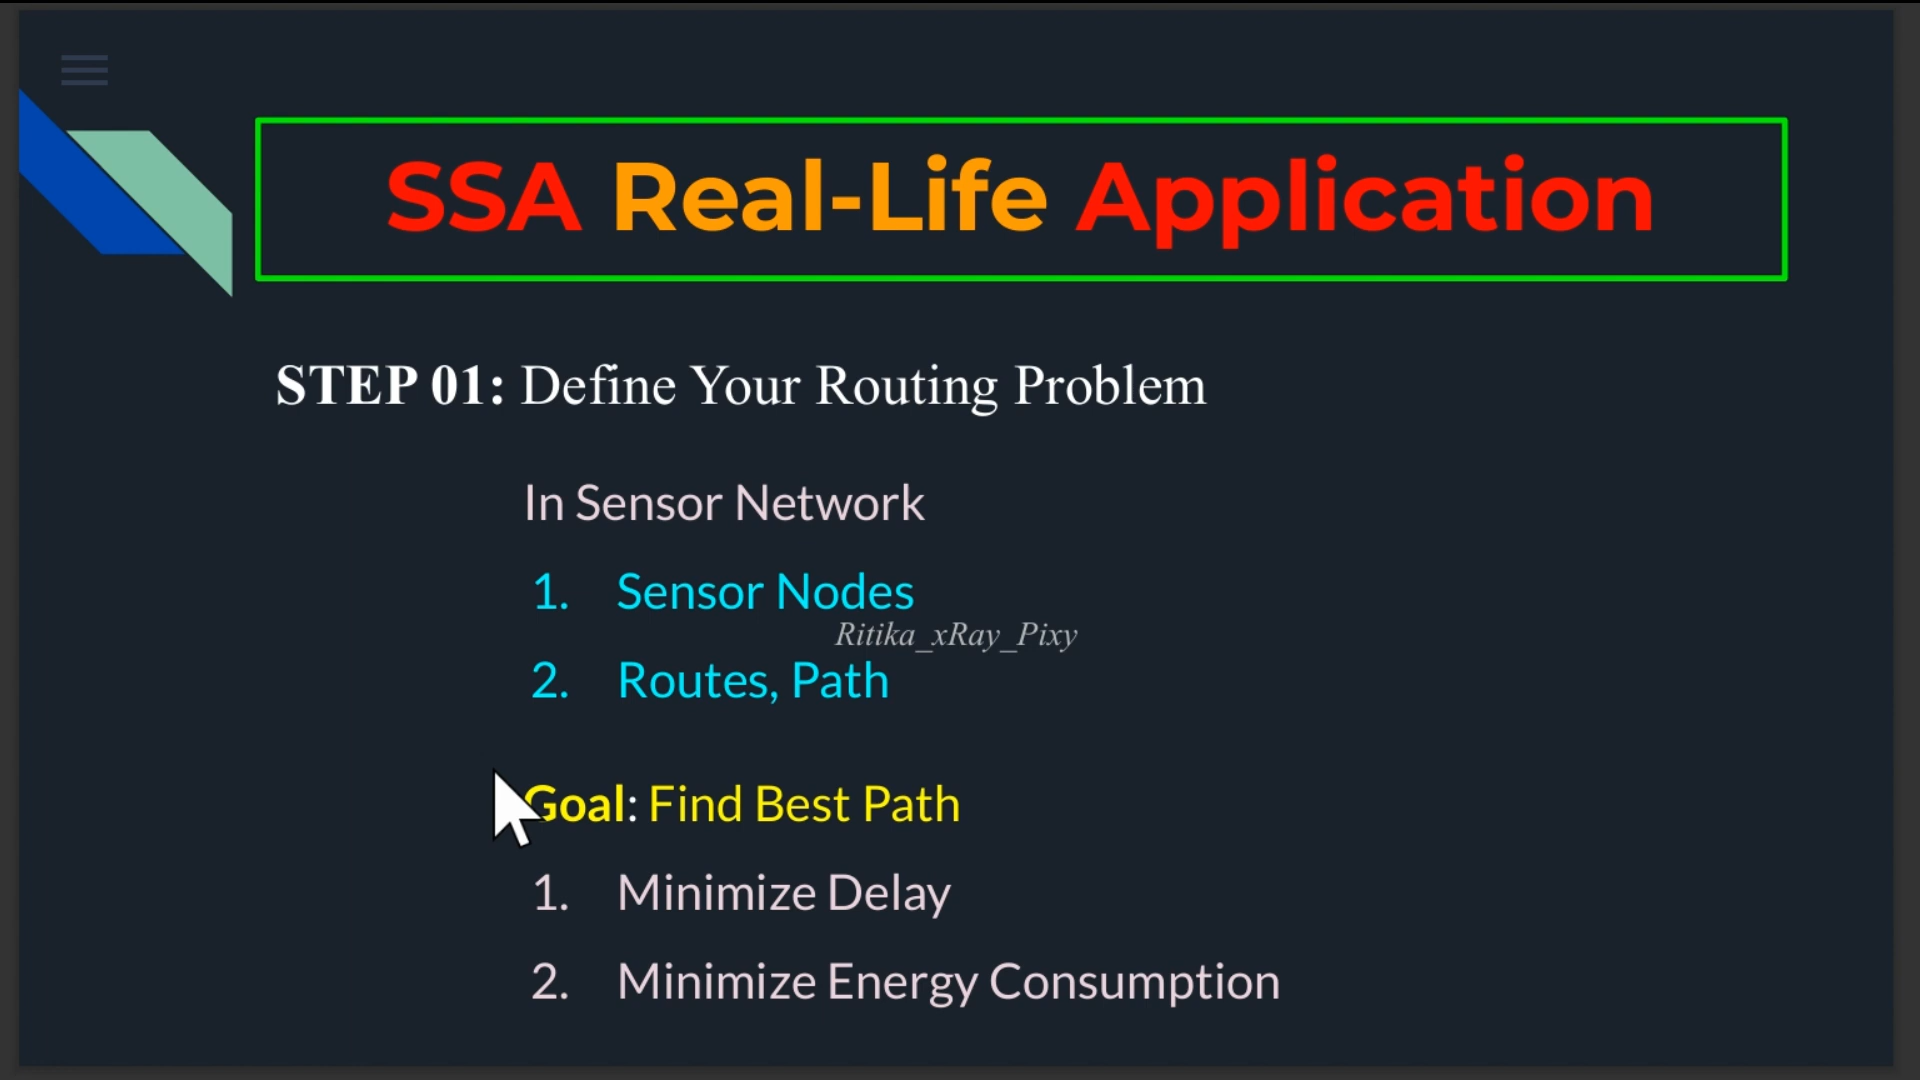 SSA Real-Life Application
STEP 01: Define Your Routing Problem
In Sensor Network
1. Sensor Nodes
Ritika_xRay_Pixy
2. Routes, Path
Goal: Find Best Path
1. Minimize Delay
2. Minimize Energy Consumption